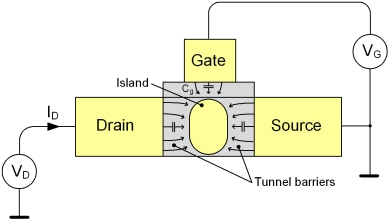 Gate
V_G
Island
C_g
I_D
Drain
Source
V_D
Tunnel barriers